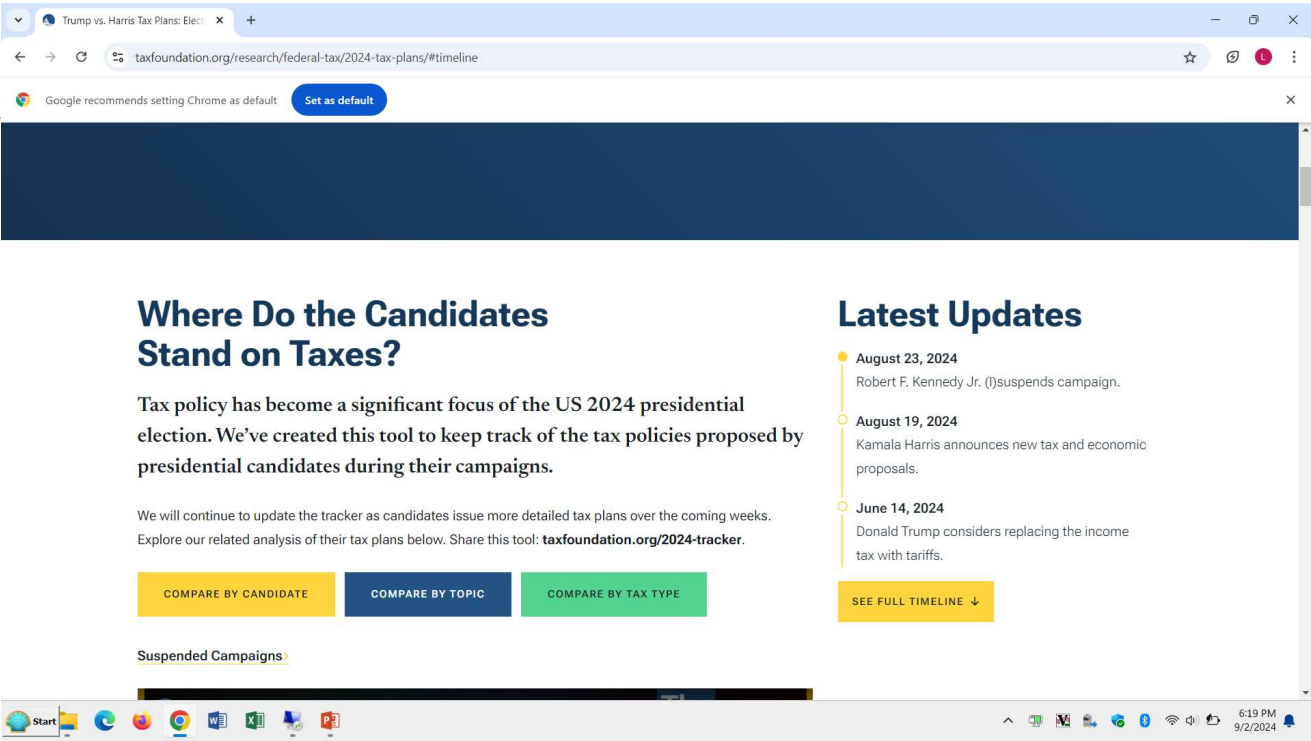 Trump vs. Harris Tax Plans: Elect
taxfoundation.org/research/federal-tax/2024-tax-plans/#timeline
L
Google recommends setting Chrome as default
Set as default
Where Do the Candidates
Stand on Taxes?
Tax policy has become a significant focus of the US 2024 presidential
election. We’ve created this tool to keep track of the tax policies proposed by
presidential candidates during their campaigns.
We will continue to update the tracker as candidates issue more detailed tax plans over the coming weeks.
Explore our related analysis of their tax plans below. Share this tool: taxfoundation.org/2024-tracker.
COMPARE BY CANDIDATE
COMPARE BY TOPIC
COMPARE BY TAX TYPE
Suspended Campaigns
Latest Updates
August 23, 2024
Robert F. Kennedy Jr. (I)suspends campaign.
August 19, 2024
Kamala Harris announces new tax and economic
proposals.
June 14, 2024
Donald Trump considers replacing the income
tax with tariffs.
SEE FULL TIMELINE
Start
6:19 PM
9/2/2024